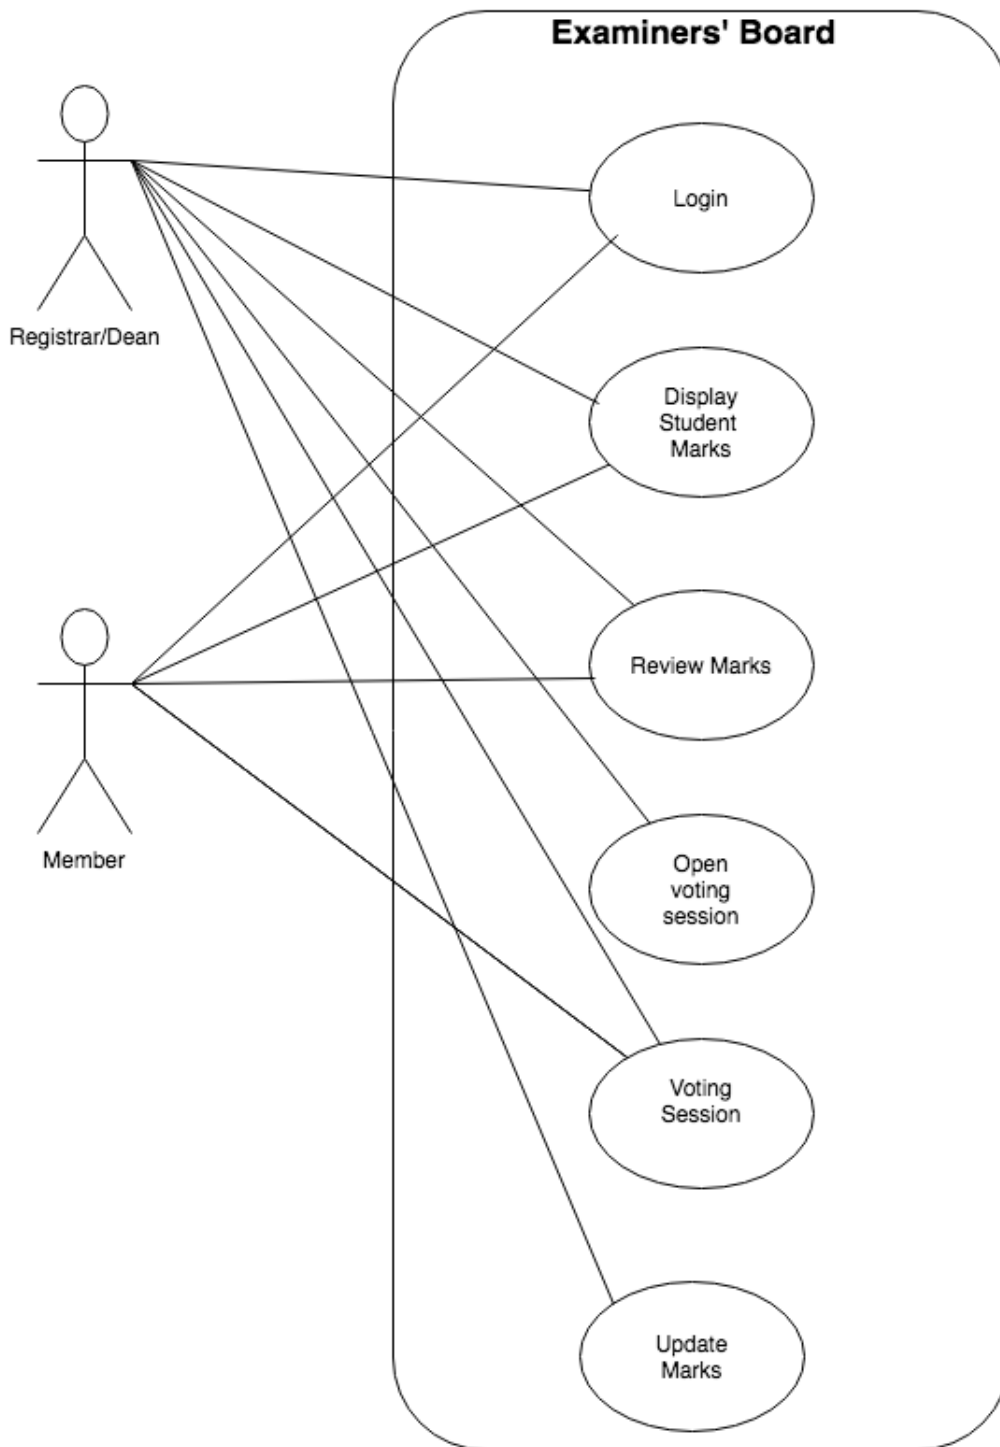 Examiners' Board
Login
Registrar/Dean
Display
Student
Marks
Review Marks
Member
Open
voting
session
Voting
Session
Update
Marks